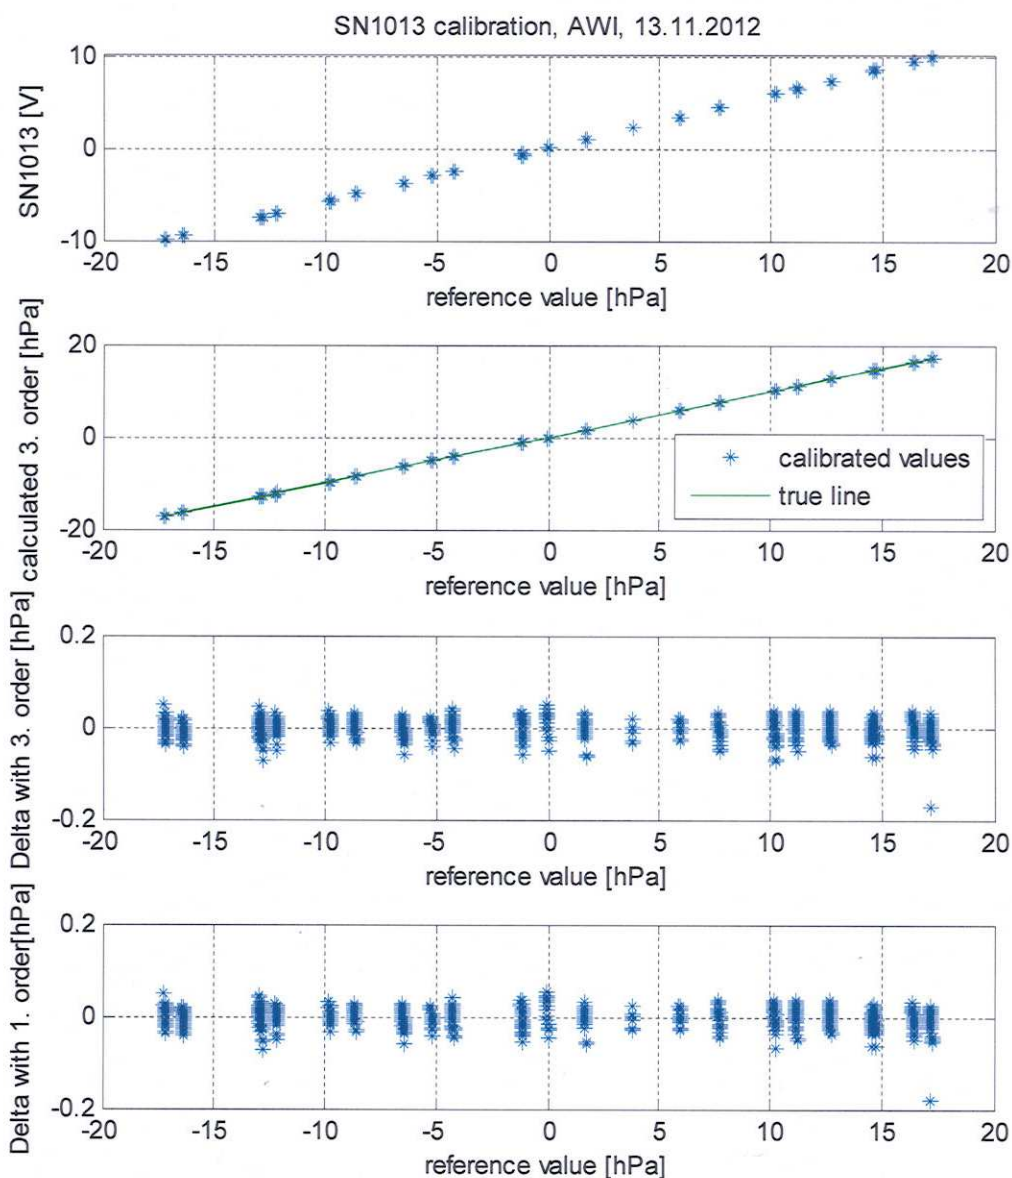 SN1013 calibration, AWI, 13.11.2012
SN1013 [V]
10
0
-10
-20 -15 -10 -5 0 5 10 15 20
reference value [hPa]
calculated 3. order [hPa]
20
0
-20
calibrated values
true line
-20 -15 -10 -5 0 5 10 15 20
reference value [hPa]
Delta with 3. order [hPa]
0.2
0
-0.2
-20 -15 -10 -5 0 5 10 15 20
reference value [hPa]
Delta with 1. order[hPa]
0.2
0
-0.2
-20 -15 -10 -5 0 5 10 15 20
reference value [hPa]